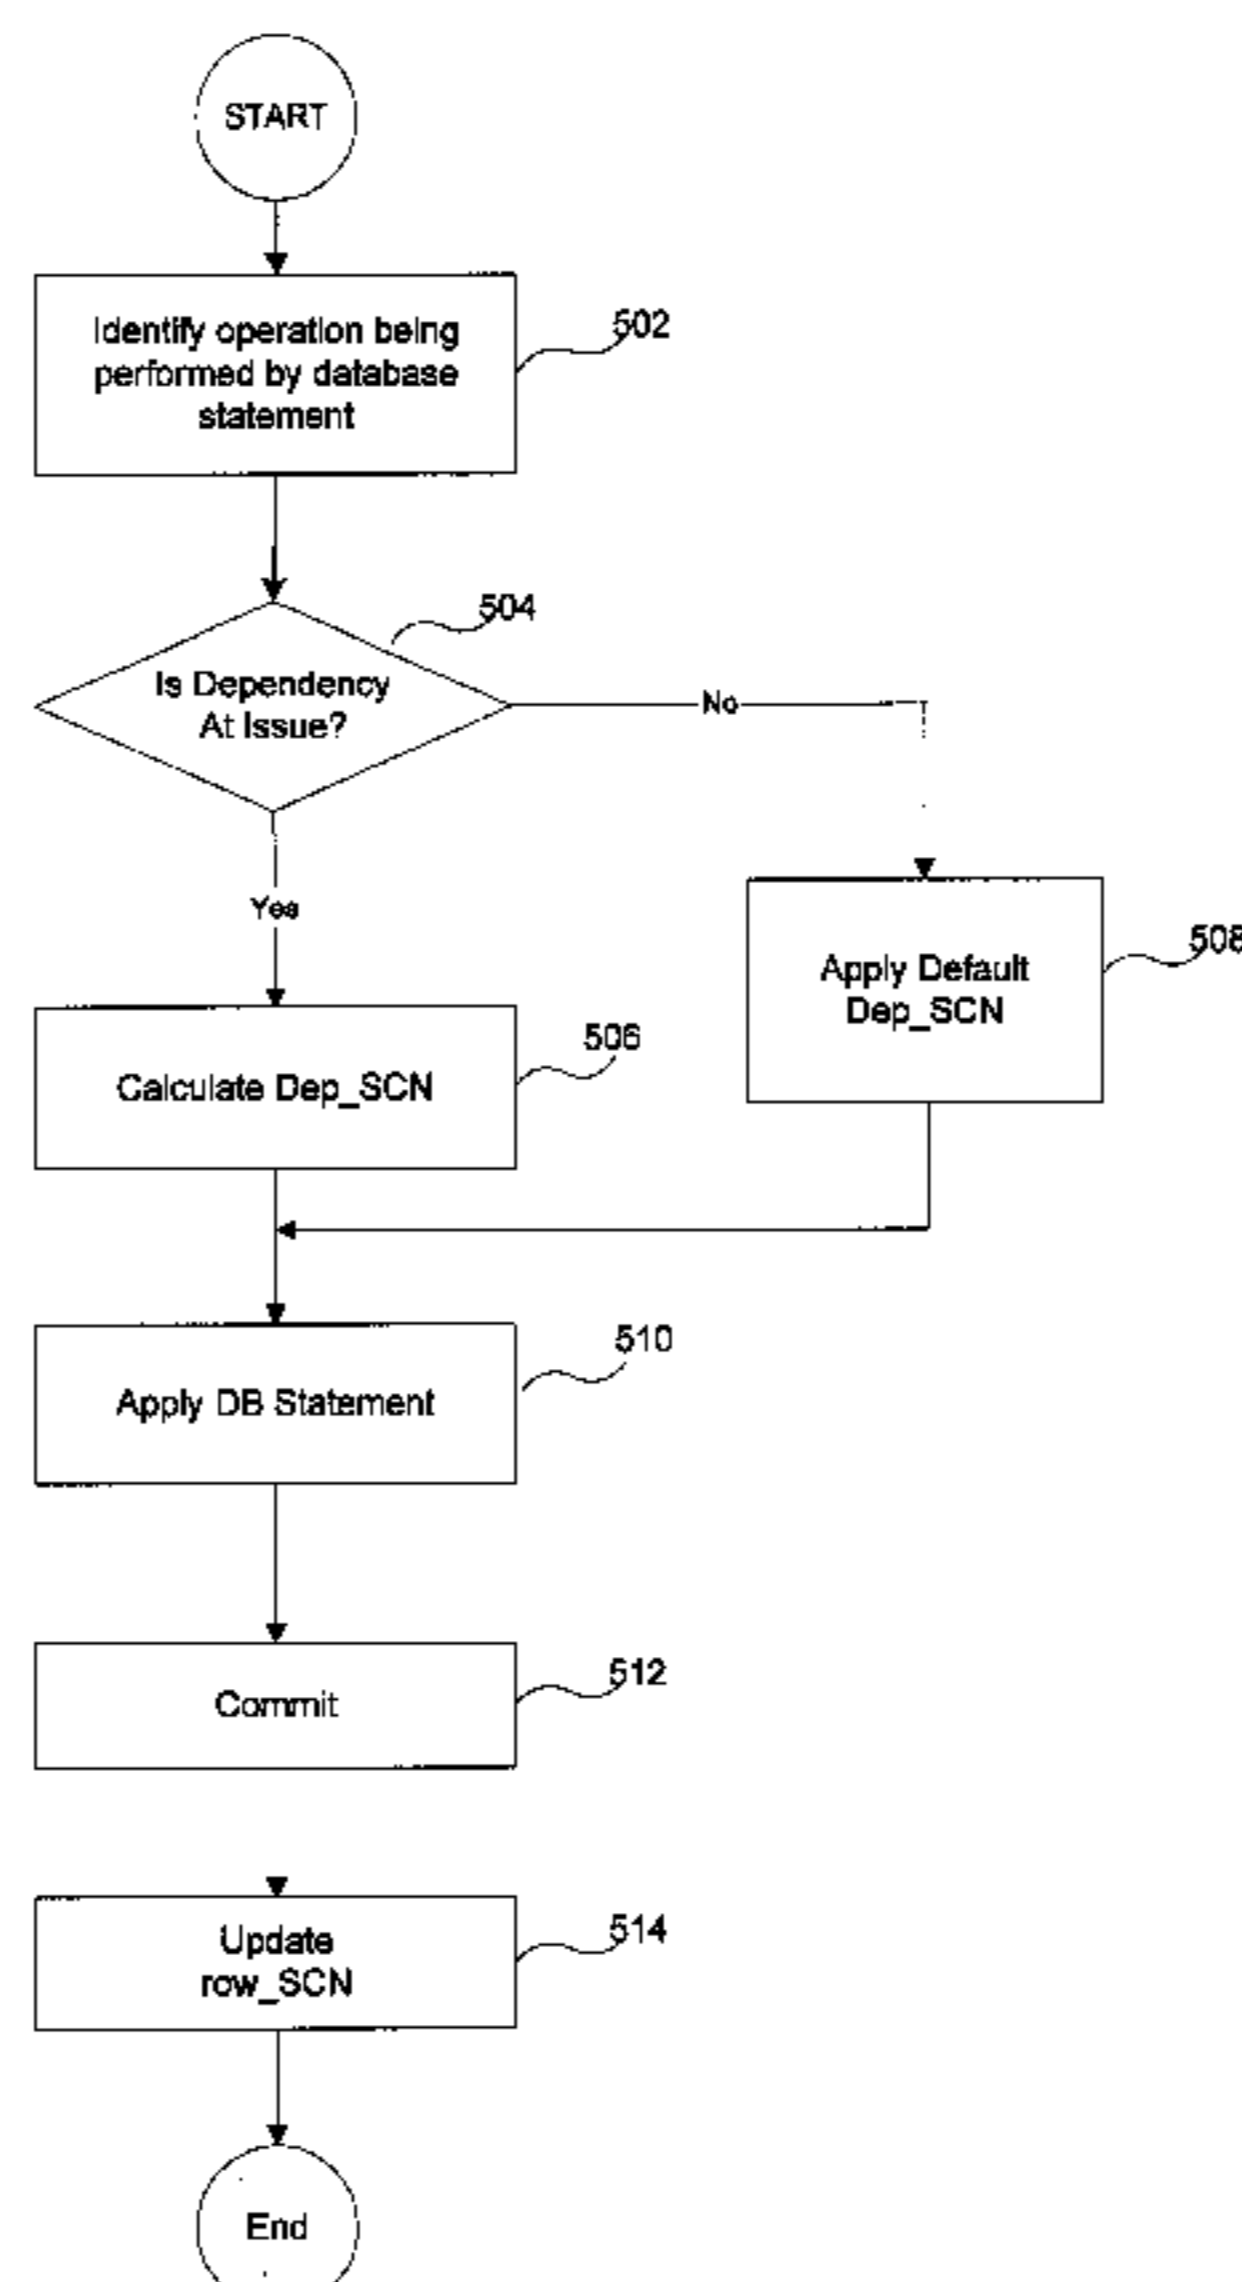 START
Identify operation being
performed by database
statement
502
504
Is Dependency
At Issue?
No
Yes
508
Apply Default
Dep_SCN
506
Calculate Dep_SCN
510
Apply DB Statement
512
Commit
514
Update
row_SCN
End